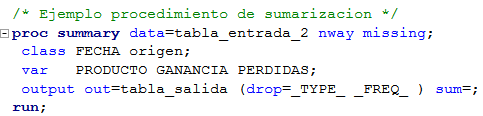 /* Ejemplo procedimiento de sumarizacion */
proc summary data=tabla_entrada_2 nway missing;
class FECHA origen;
var PRODUCTO GANANCIA PERDIDAS;
output out=tabla_salida (drop=_TYPE_ _FREQ_ ) sum=;
run;